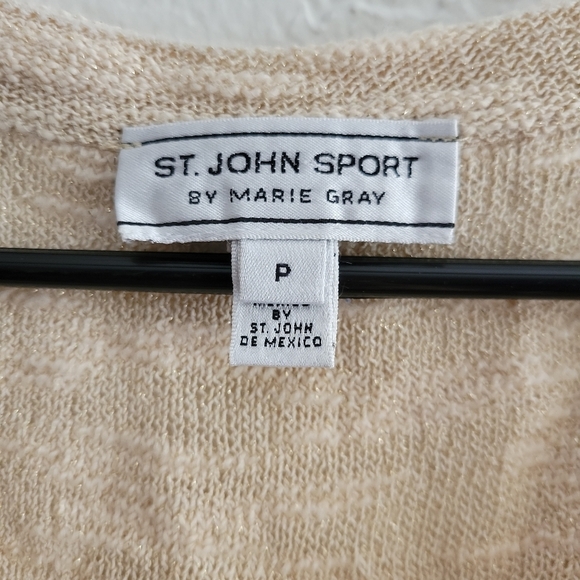 ST. JOHN SPORT
BY MARIE GRAY
P
BY
ST. JOHN
DE MEXICO